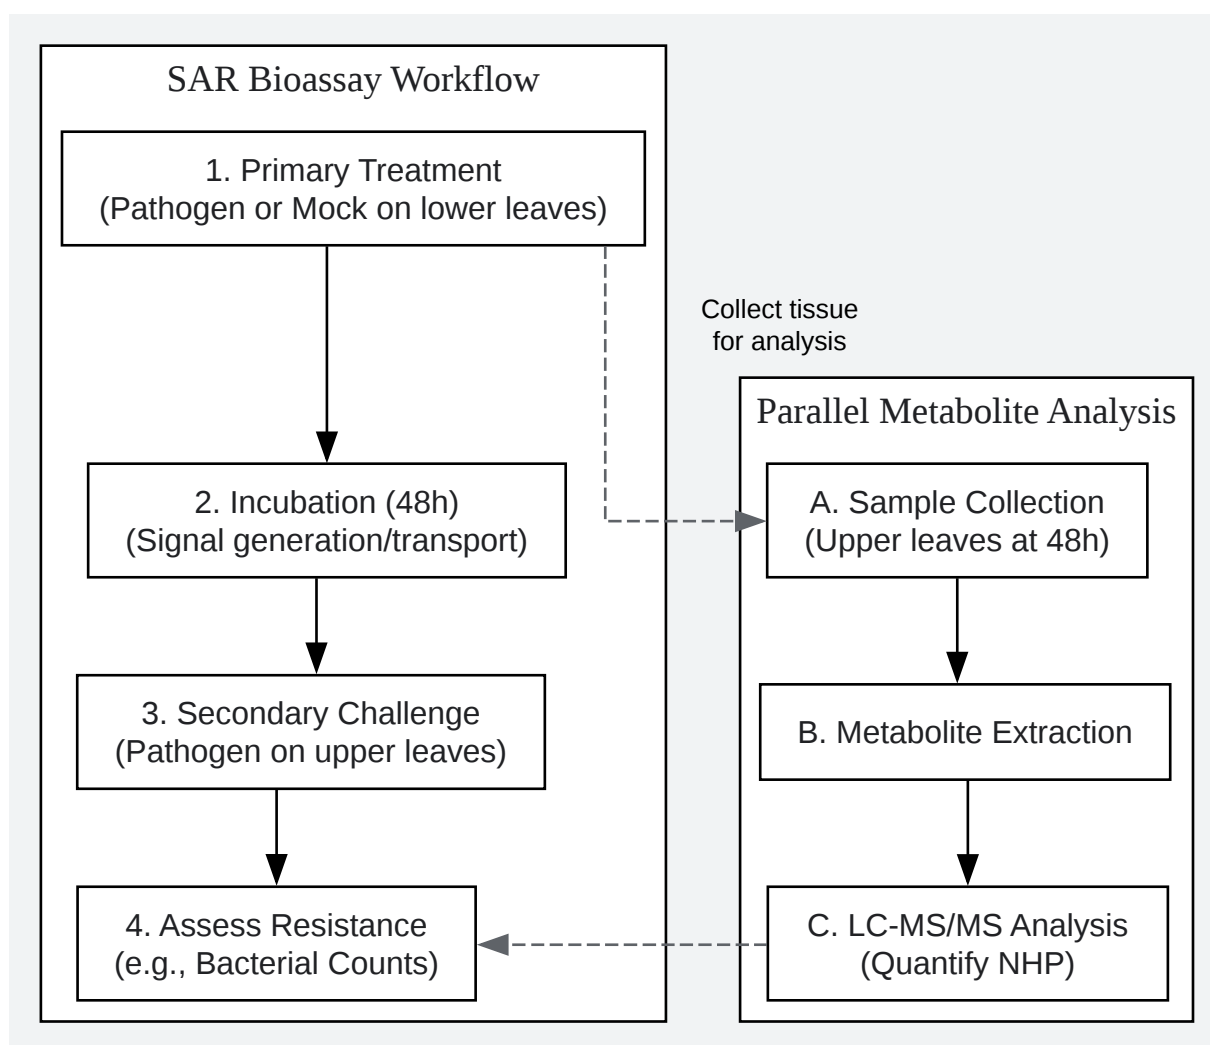 SAR Bioassay Workflow
1. Primary Treatment
(Pathogen or Mock on lower leaves)
Collect tissue
for analysis
2. Incubation (48h)
(Signal generation/transport)
3. Secondary Challenge
(Pathogen on upper leaves)
4. Assess Resistance
(e.g., Bacterial Counts)
Parallel Metabolite Analysis
A. Sample Collection
(Upper leaves at 48h)
B. Metabolite Extraction
C. LC-MS/MS Analysis
(Quantify NHP)